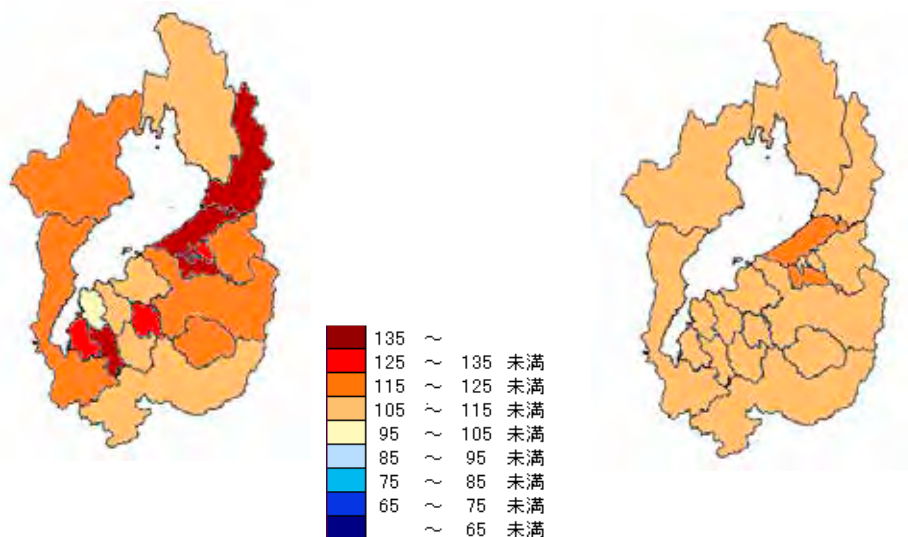 135 ～
125 ～ 135 未満
115 ～ 125 未満
105 ～ 115 未満
95 ～ 105 未満
85 ～ 95 未満
75 ～ 85 未満
65 ～ 75 未満
～ 65 未満